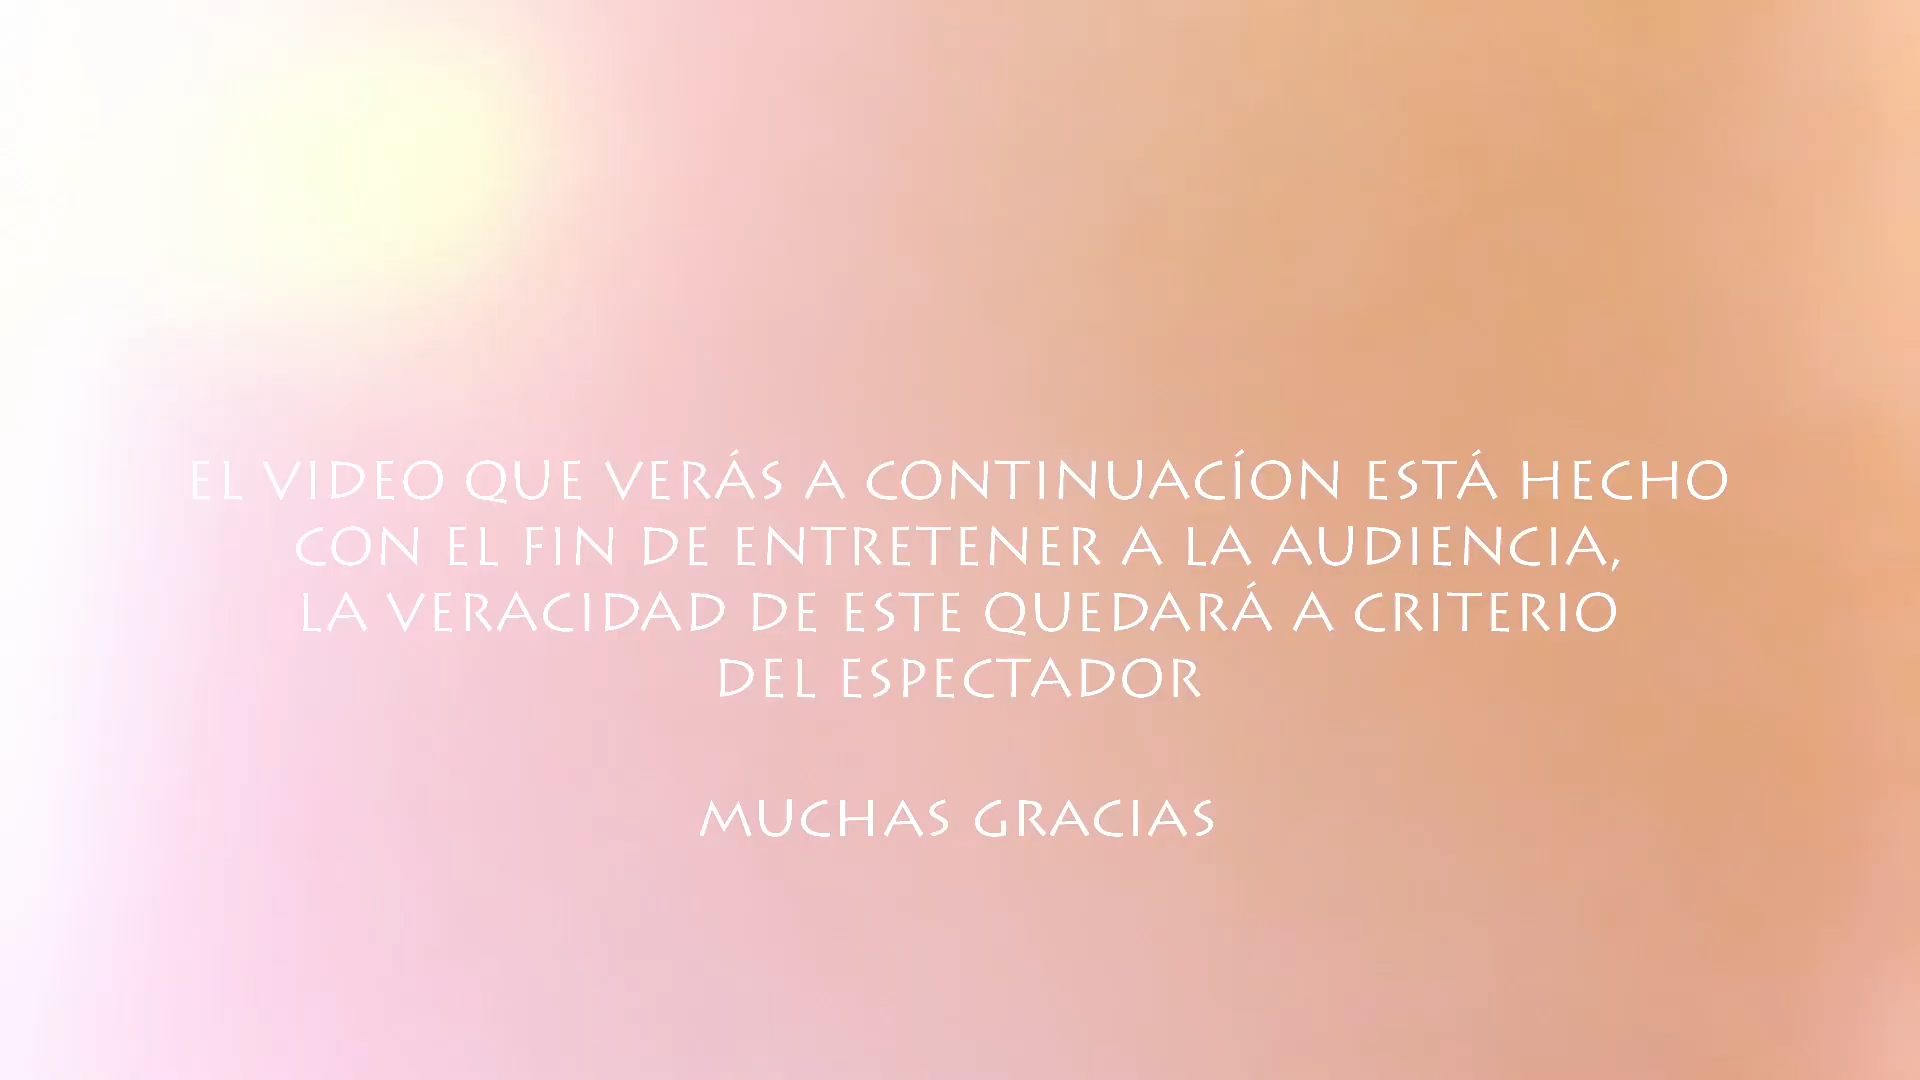 EL VIDEO QUE VERÁS A CONTINUACÍON ESTÁ HECHO
CON EL FIN DE ENTRETENER A LA AUDIENCIA,
LA VERACIDAD DE ESTE QUEDARÁ A CRITERIO
DEL ESPECTADOR
MUCHAS GRACIAS